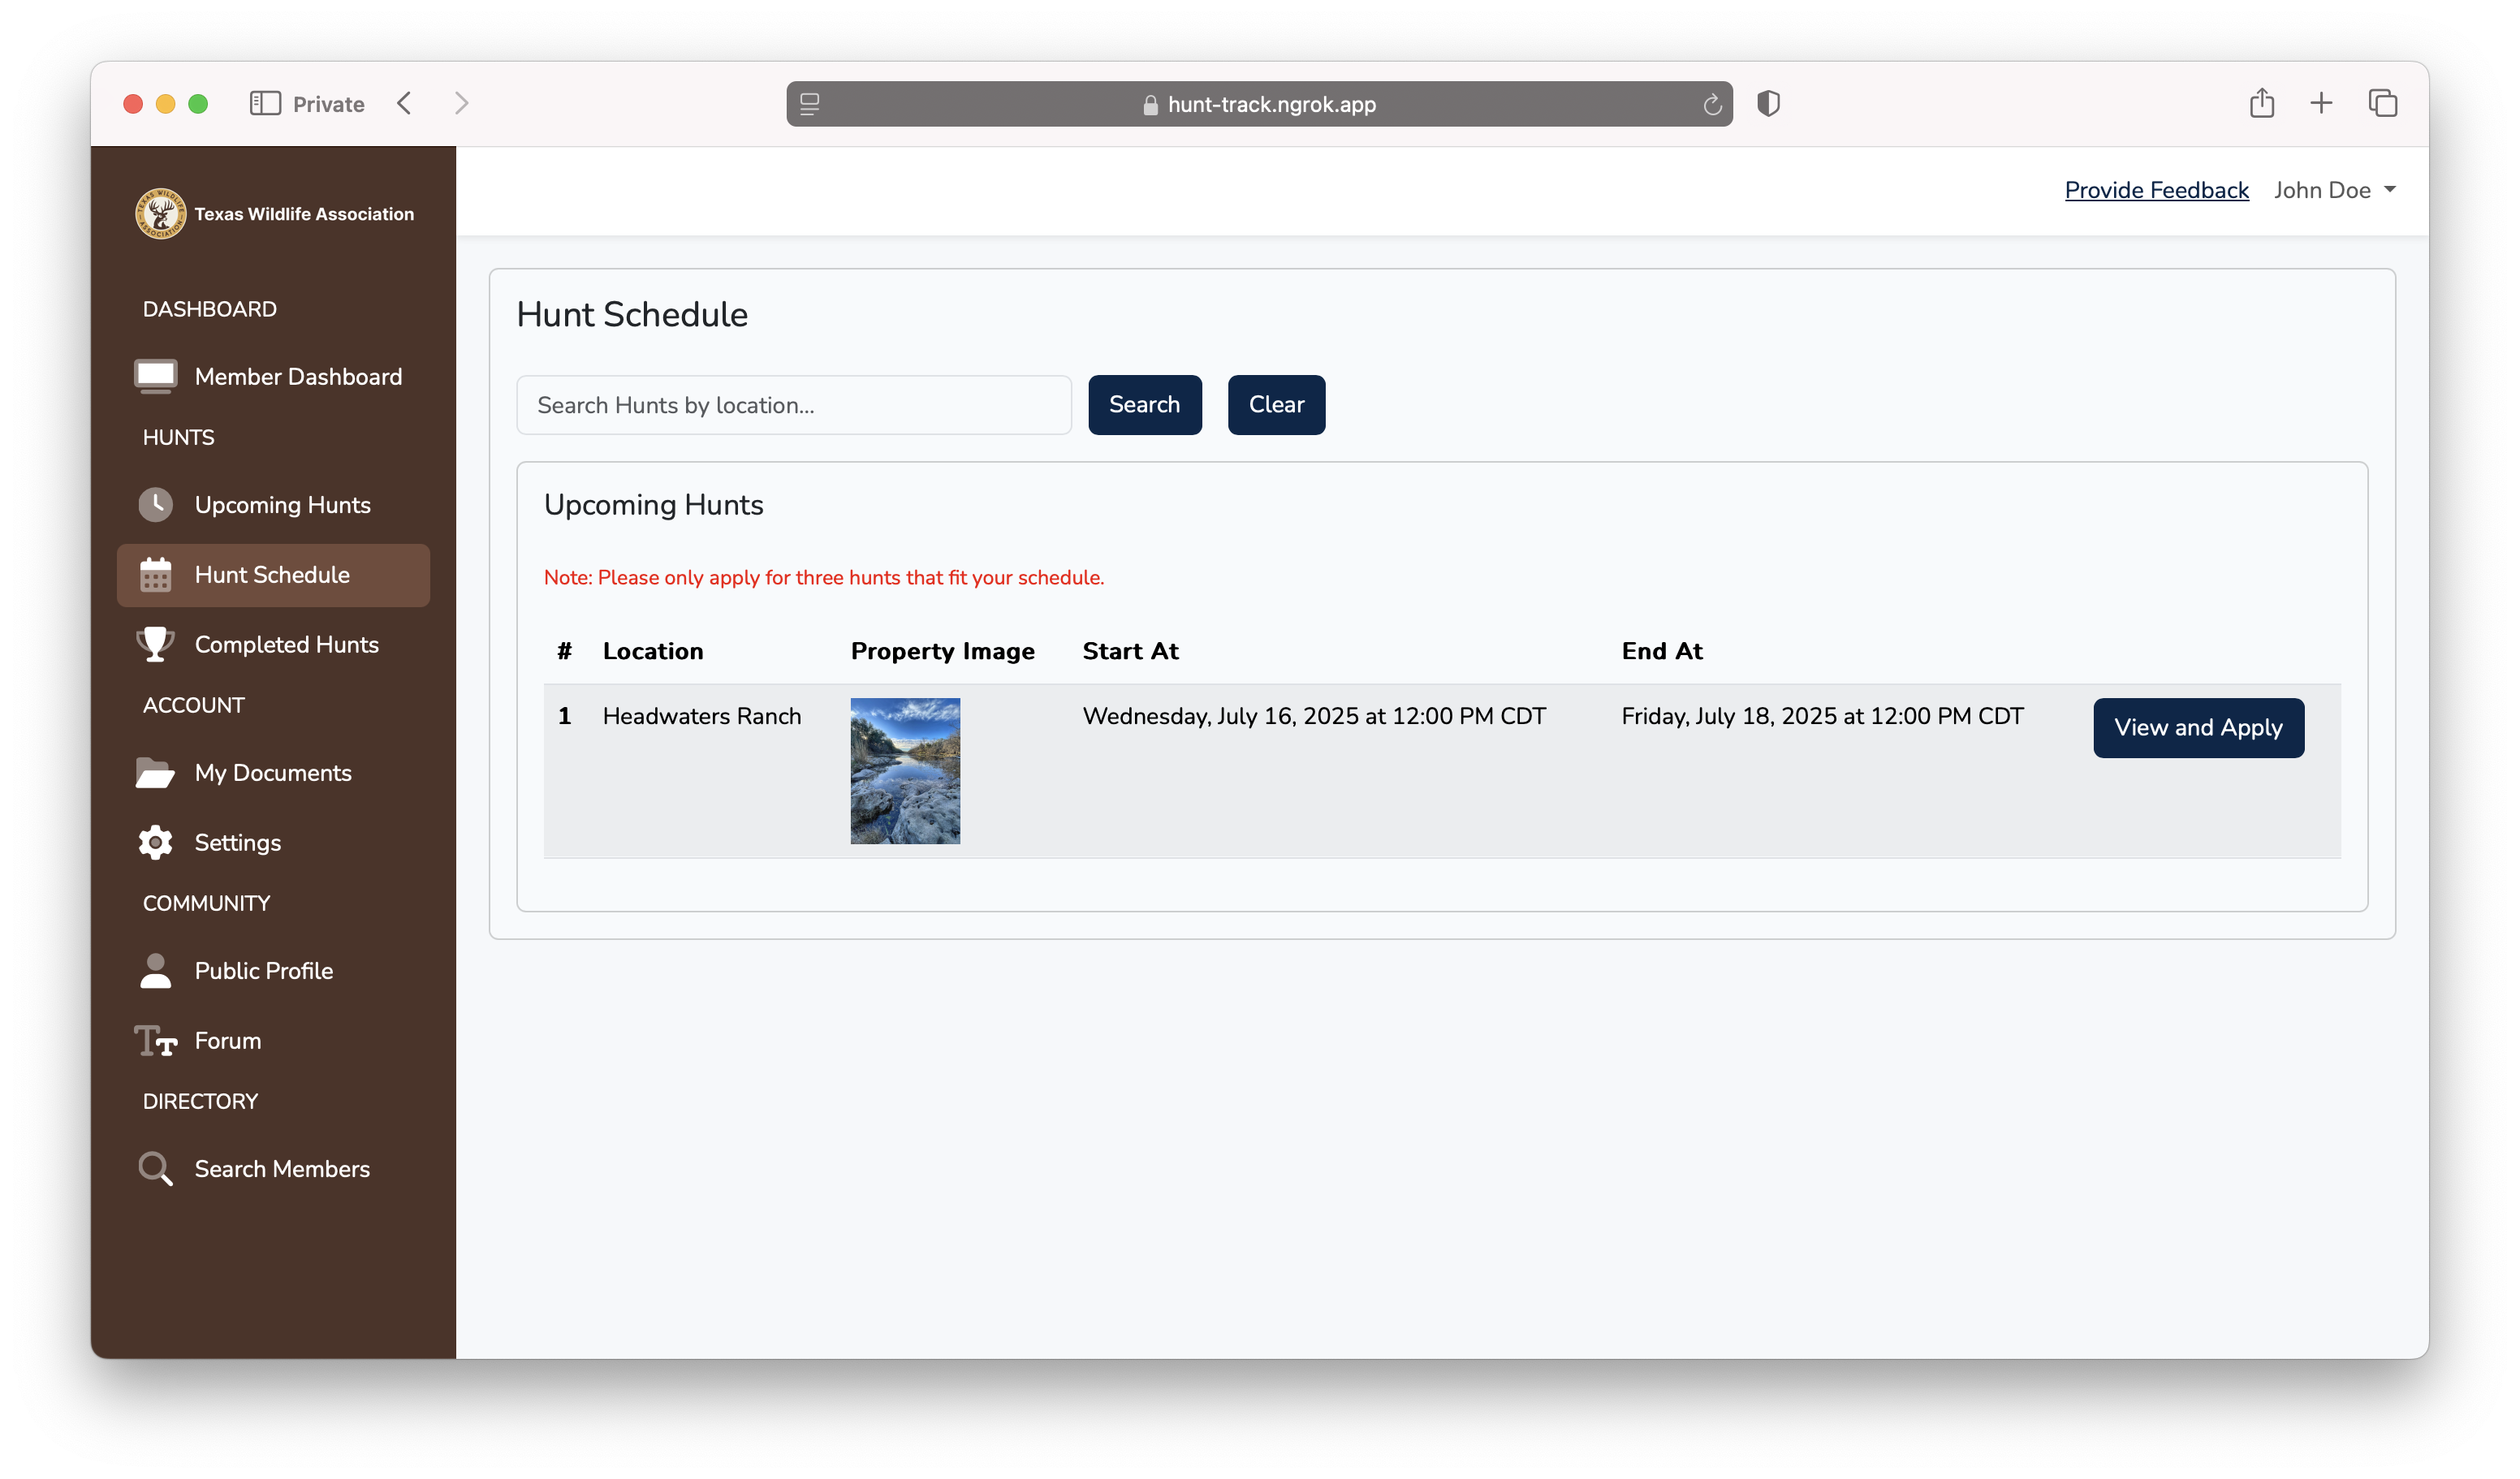 Private
hunt-track.ngrok.app
TEXAS WILDLIFE ASSOCIATION
Texas Wildlife Association
Provide Feedback
John Doe
DASHBOARD
Member Dashboard
HUNTS
Upcoming Hunts
Hunt Schedule
Completed Hunts
ACCOUNT
My Documents
Settings
COMMUNITY
Public Profile
Forum
DIRECTORY
Search Members
Hunt Schedule
Search Hunts by location...
Search
Clear
Upcoming Hunts
Note: Please only apply for three hunts that fit your schedule.
# Location Property Image Start At End At
1 Headwaters Ranch Wednesday, July 16, 2025 at 12:00 PM CDT Friday, July 18, 2025 at 12:00 PM CDT View and Apply